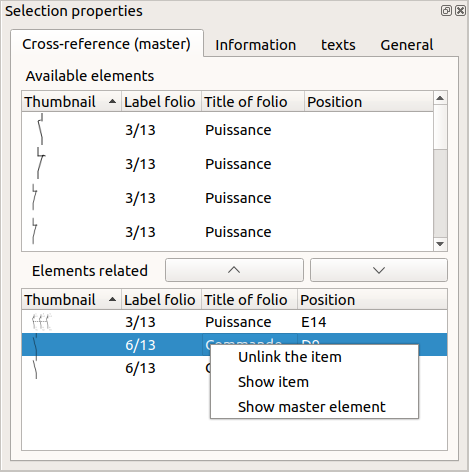 Selection properties
Cross-reference (master) Information texts General
Available elements
Thumbnail Label folio Title of folio Position
3/13 Puissance
3/13 Puissance
3/13 Puissance
3/13 Puissance
Elements related
Thumbnail Label folio Title of folio Position
3/13 Puissance E14
6/13 Commande
6/13
Unlink the item
Show item
Show master element